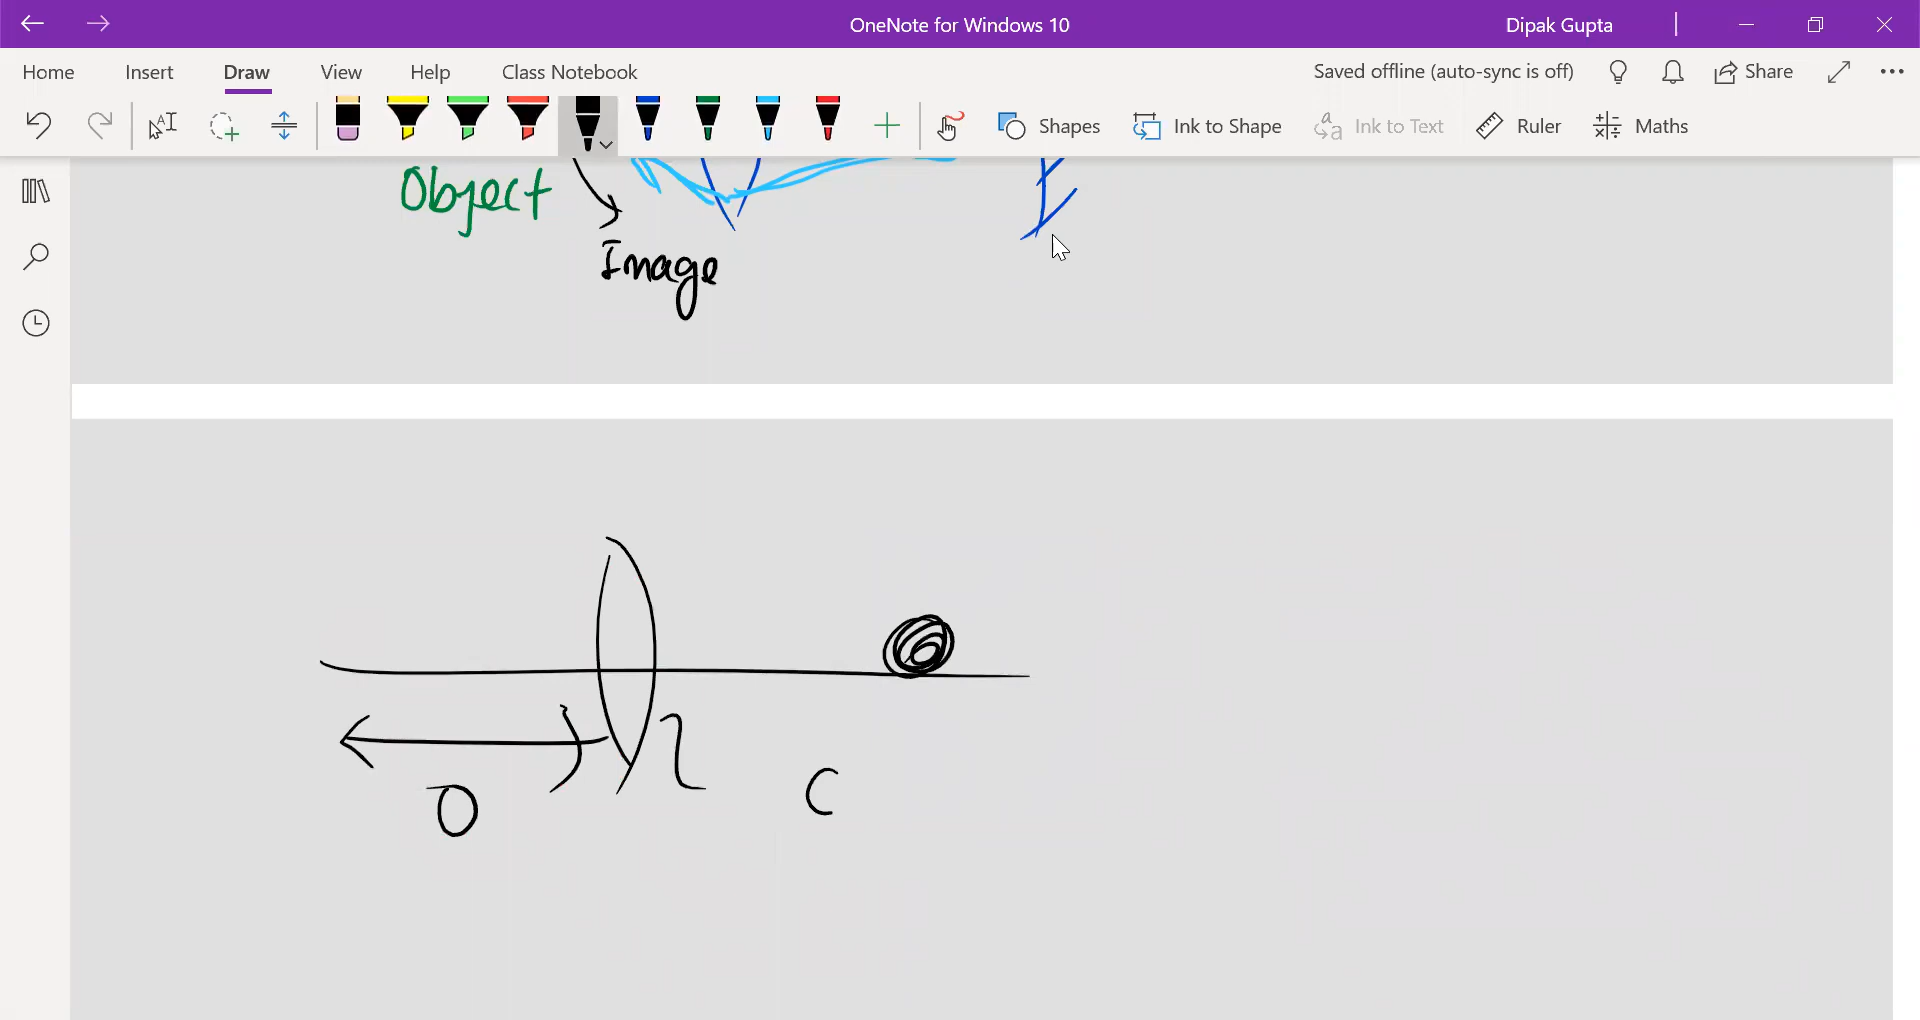 OneNote for Windows 10
Dipak Gupta
Home Insert Draw View Help Class Notebook
Saved offline (auto-sync is off) Share
Shapes Ink to Shape Ink to Text Ruler Maths
Object
Image
C